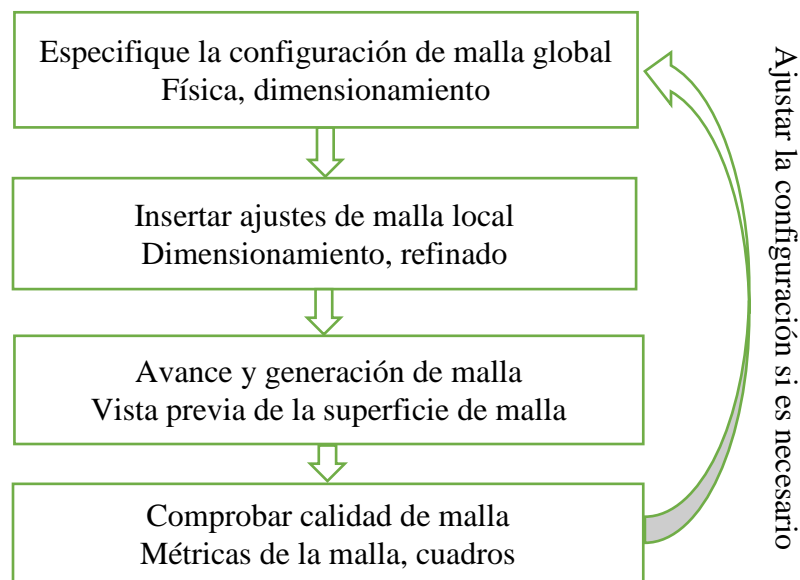 Especifique la configuración de malla global
Física, dimensionamiento
Insertar ajustes de malla local
Dimensionamiento, refinado
Avance y generación de malla
Vista previa de la superficie de malla
Comprobar calidad de malla
Métricas de la malla, cuadros
Ajustar la configuración si es necesario